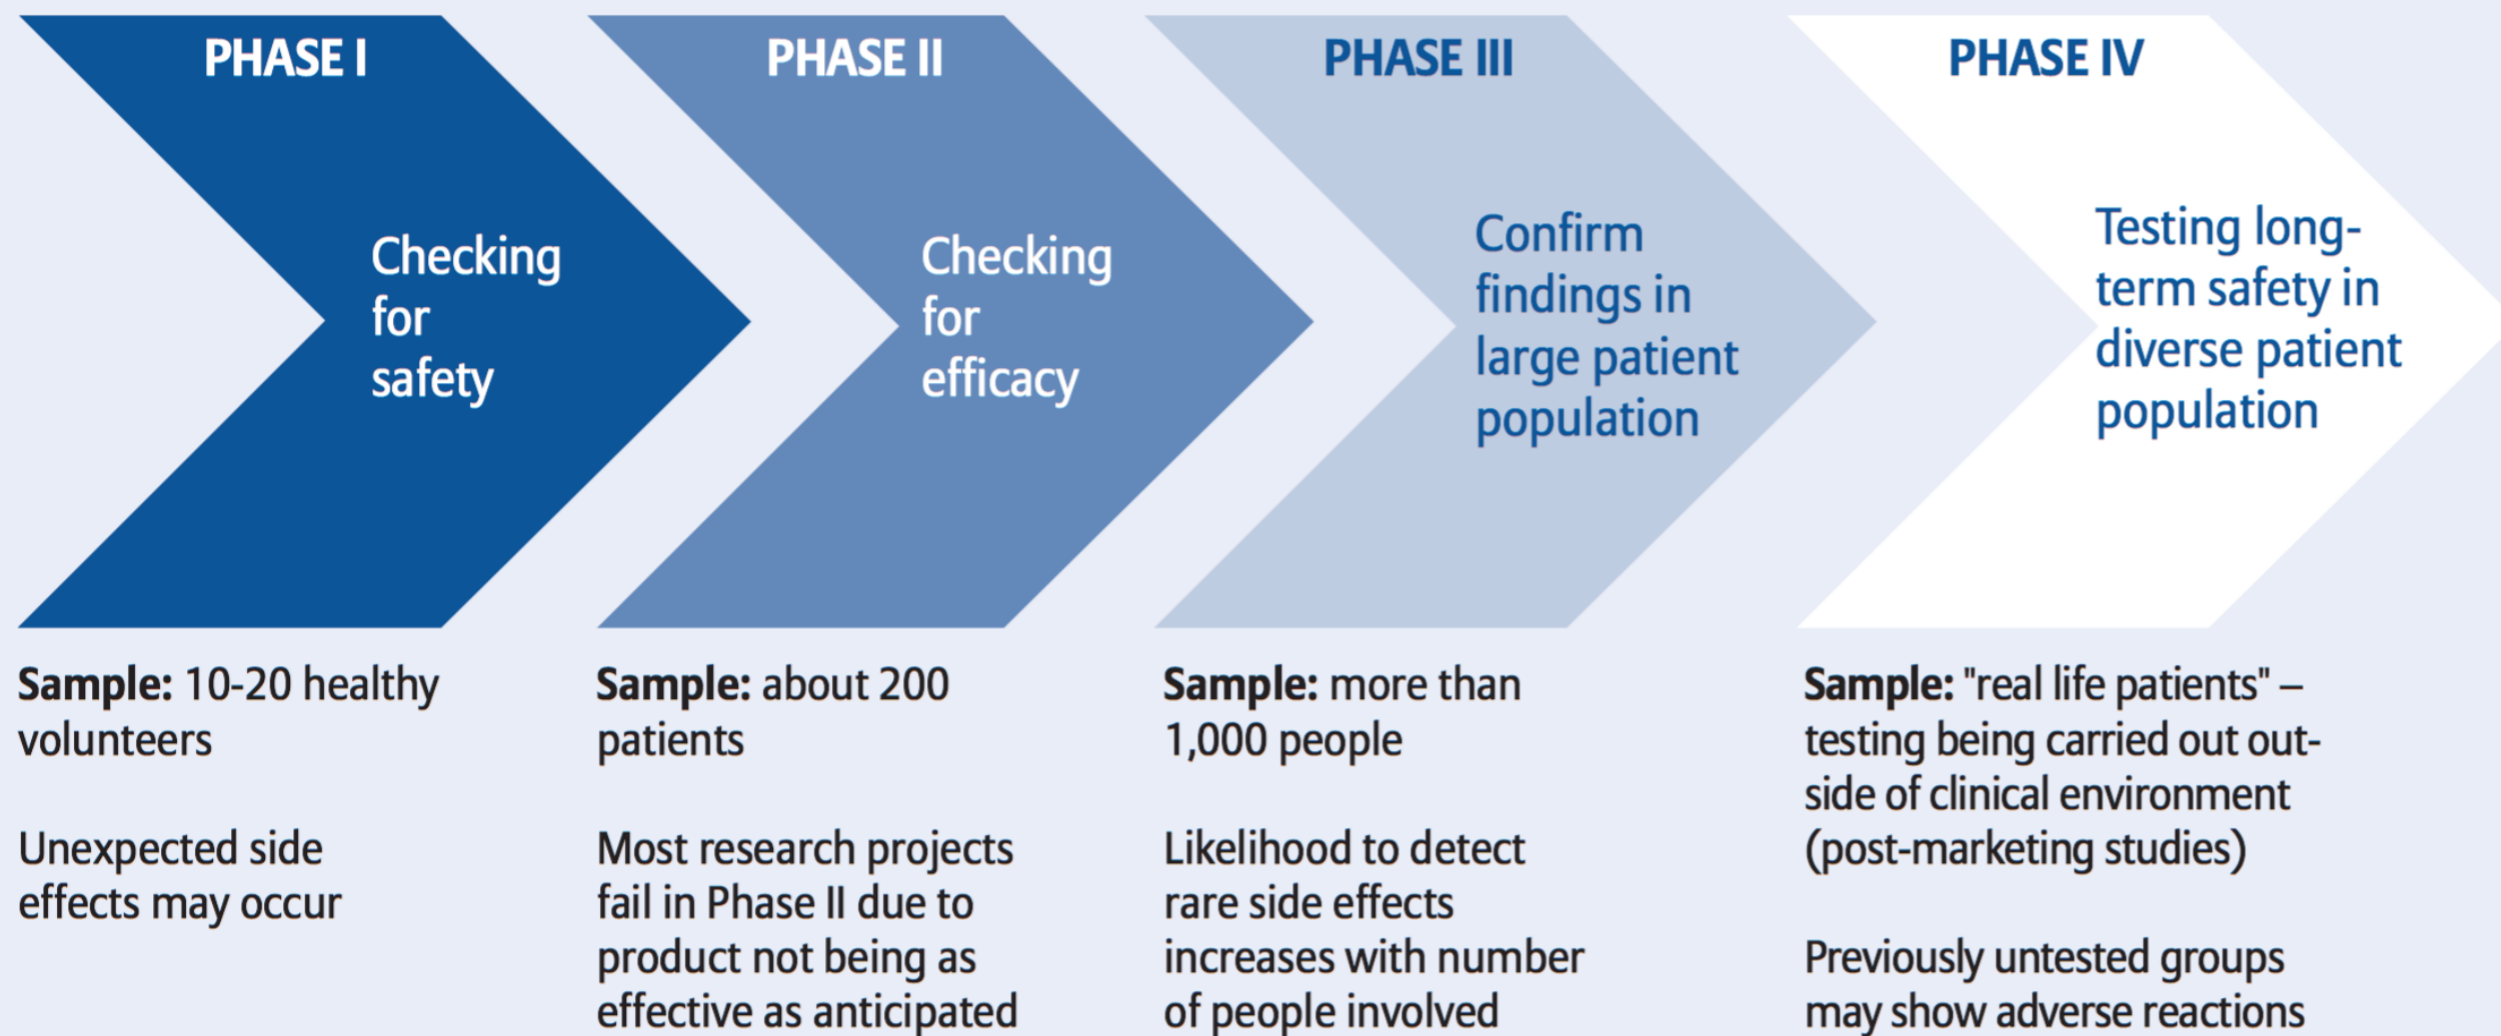 PHASE I
Checking
for
safety
Sample: 10-20 healthy
volunteers
Unexpected side
effects may occur
PHASE II
Checking
for
efficacy
Sample: about 200
patients
Most research projects
fail in Phase II due to
product not being as
effective as anticipated
PHASE III
Confirm
findings in
large patient
population
Sample: more than
1,000 people
Likelihood to detect
rare side effects
increases with number
of people involved
PHASE IV
Testing long-
term safety in
diverse patient
population
Sample: "real life patients" –
testing being carried out out-
side of clinical environment
(post-marketing studies)
Previously untested groups
may show adverse reactions